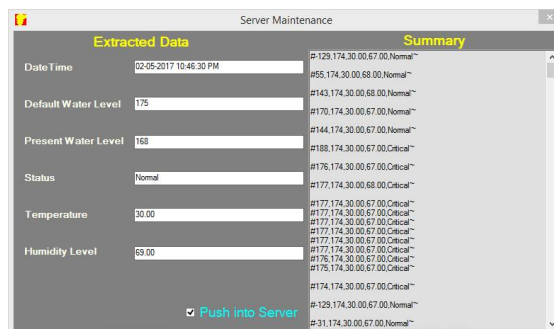 Server Maintenance
Extracted Data
DateTime
02-05-2017 10:46:30 PM
Default Water Level
175
Present Water Level
168
Status
Normal
Temperature
30.00
Humidity Level
69.00
Push into Server
Summary
#-129,174,30.00,67.00,Normal~
#55,174,30.00,68.00,Normal~
#143,174,30.00,68.00,Normal~
#170,174,30.00,67.00,Normal~
#144,174,30.00,67.00,Normal~
#188,174,30.00,67.00,Critical~
#176,174,30.00,67.00,Critical~
#177,174,30.00,68.00,Critical~
#177,174,30.00,67.00,Critical~
#177,174,30.00,67.00,Critical~
#177,174,30.00,67.00,Critical~
#177,174,30.00,67.00,Critical~
#177,174,30.00,67.00,Critical~
#176,174,30.00,67.00,Critical~
#175,174,30.00,67.00,Critical~
#174,174,30.00,67.00,Critical~
#-129,174,30.00,67.00,Normal~
#-31,174,30.00,67.00,Normal~